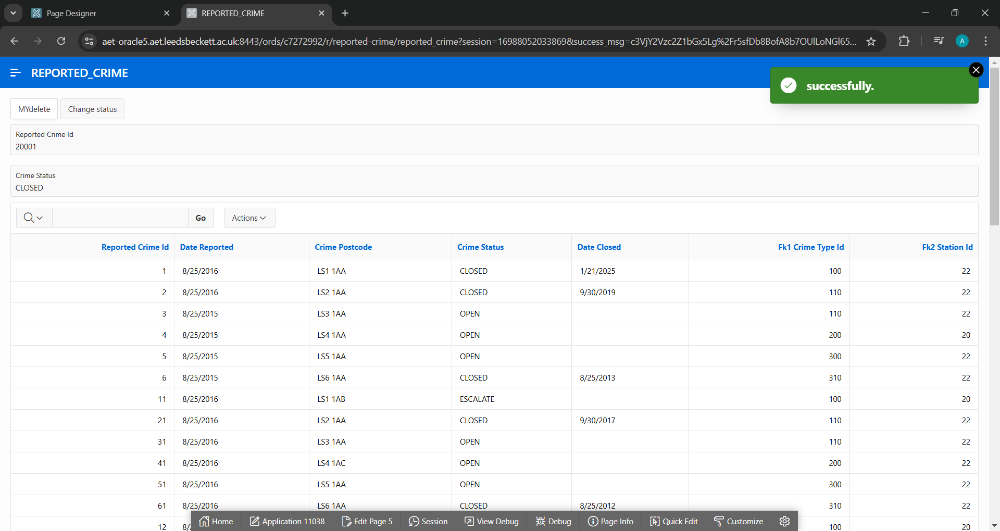 Page Designer
REPORTED_CRIME
aet-oracle5.aet.leedsbeckett.ac.uk:8443/ords/c7272992/r/reported-crime/reported_crime?session=16988052033869&success_msg=c3VjY2Vzc2Z1bGx5Lg%2Fr5sfDb8BofA8b7OUlLoNGl65...
A
REPORTED_CRIME
successfully.
MYdelete Change status
Reported Crime Id
20001
Crime Status
CLOSED
Go Actions
Reported Crime Id Date Reported Crime Postcode Crime Status Date Closed Fk1 Crime Type Id Fk2 Station Id
1 8/25/2016 LS1 1AA CLOSED 1/21/2025 100 22
2 8/25/2016 LS2 1AA CLOSED 9/30/2019 110 22
3 8/25/2015 LS3 1AA OPEN 110 22
4 8/25/2015 LS4 1AA OPEN 200 20
5 8/25/2015 LS5 1AA OPEN 300 22
6 8/25/2015 LS6 1AA CLOSED 8/25/2013 310 22
11 8/25/2016 LS1 1AB ESCALATE 100 20
21 8/25/2016 LS2 1AA CLOSED 9/30/2017 110 22
31 8/25/2016 LS3 1AA OPEN 110 22
41 8/25/2016 LS4 1AC OPEN 200 22
51 8/25/2016 LS5 1AA OPEN 300 22
61 8/25/2016 LS6 1AA CLOSED 8/25/2012 310 22
12 8/ 100 20
Home Application 11038 Edit Page 5 Session View Debug Debug Page Info Quick Edit Customize